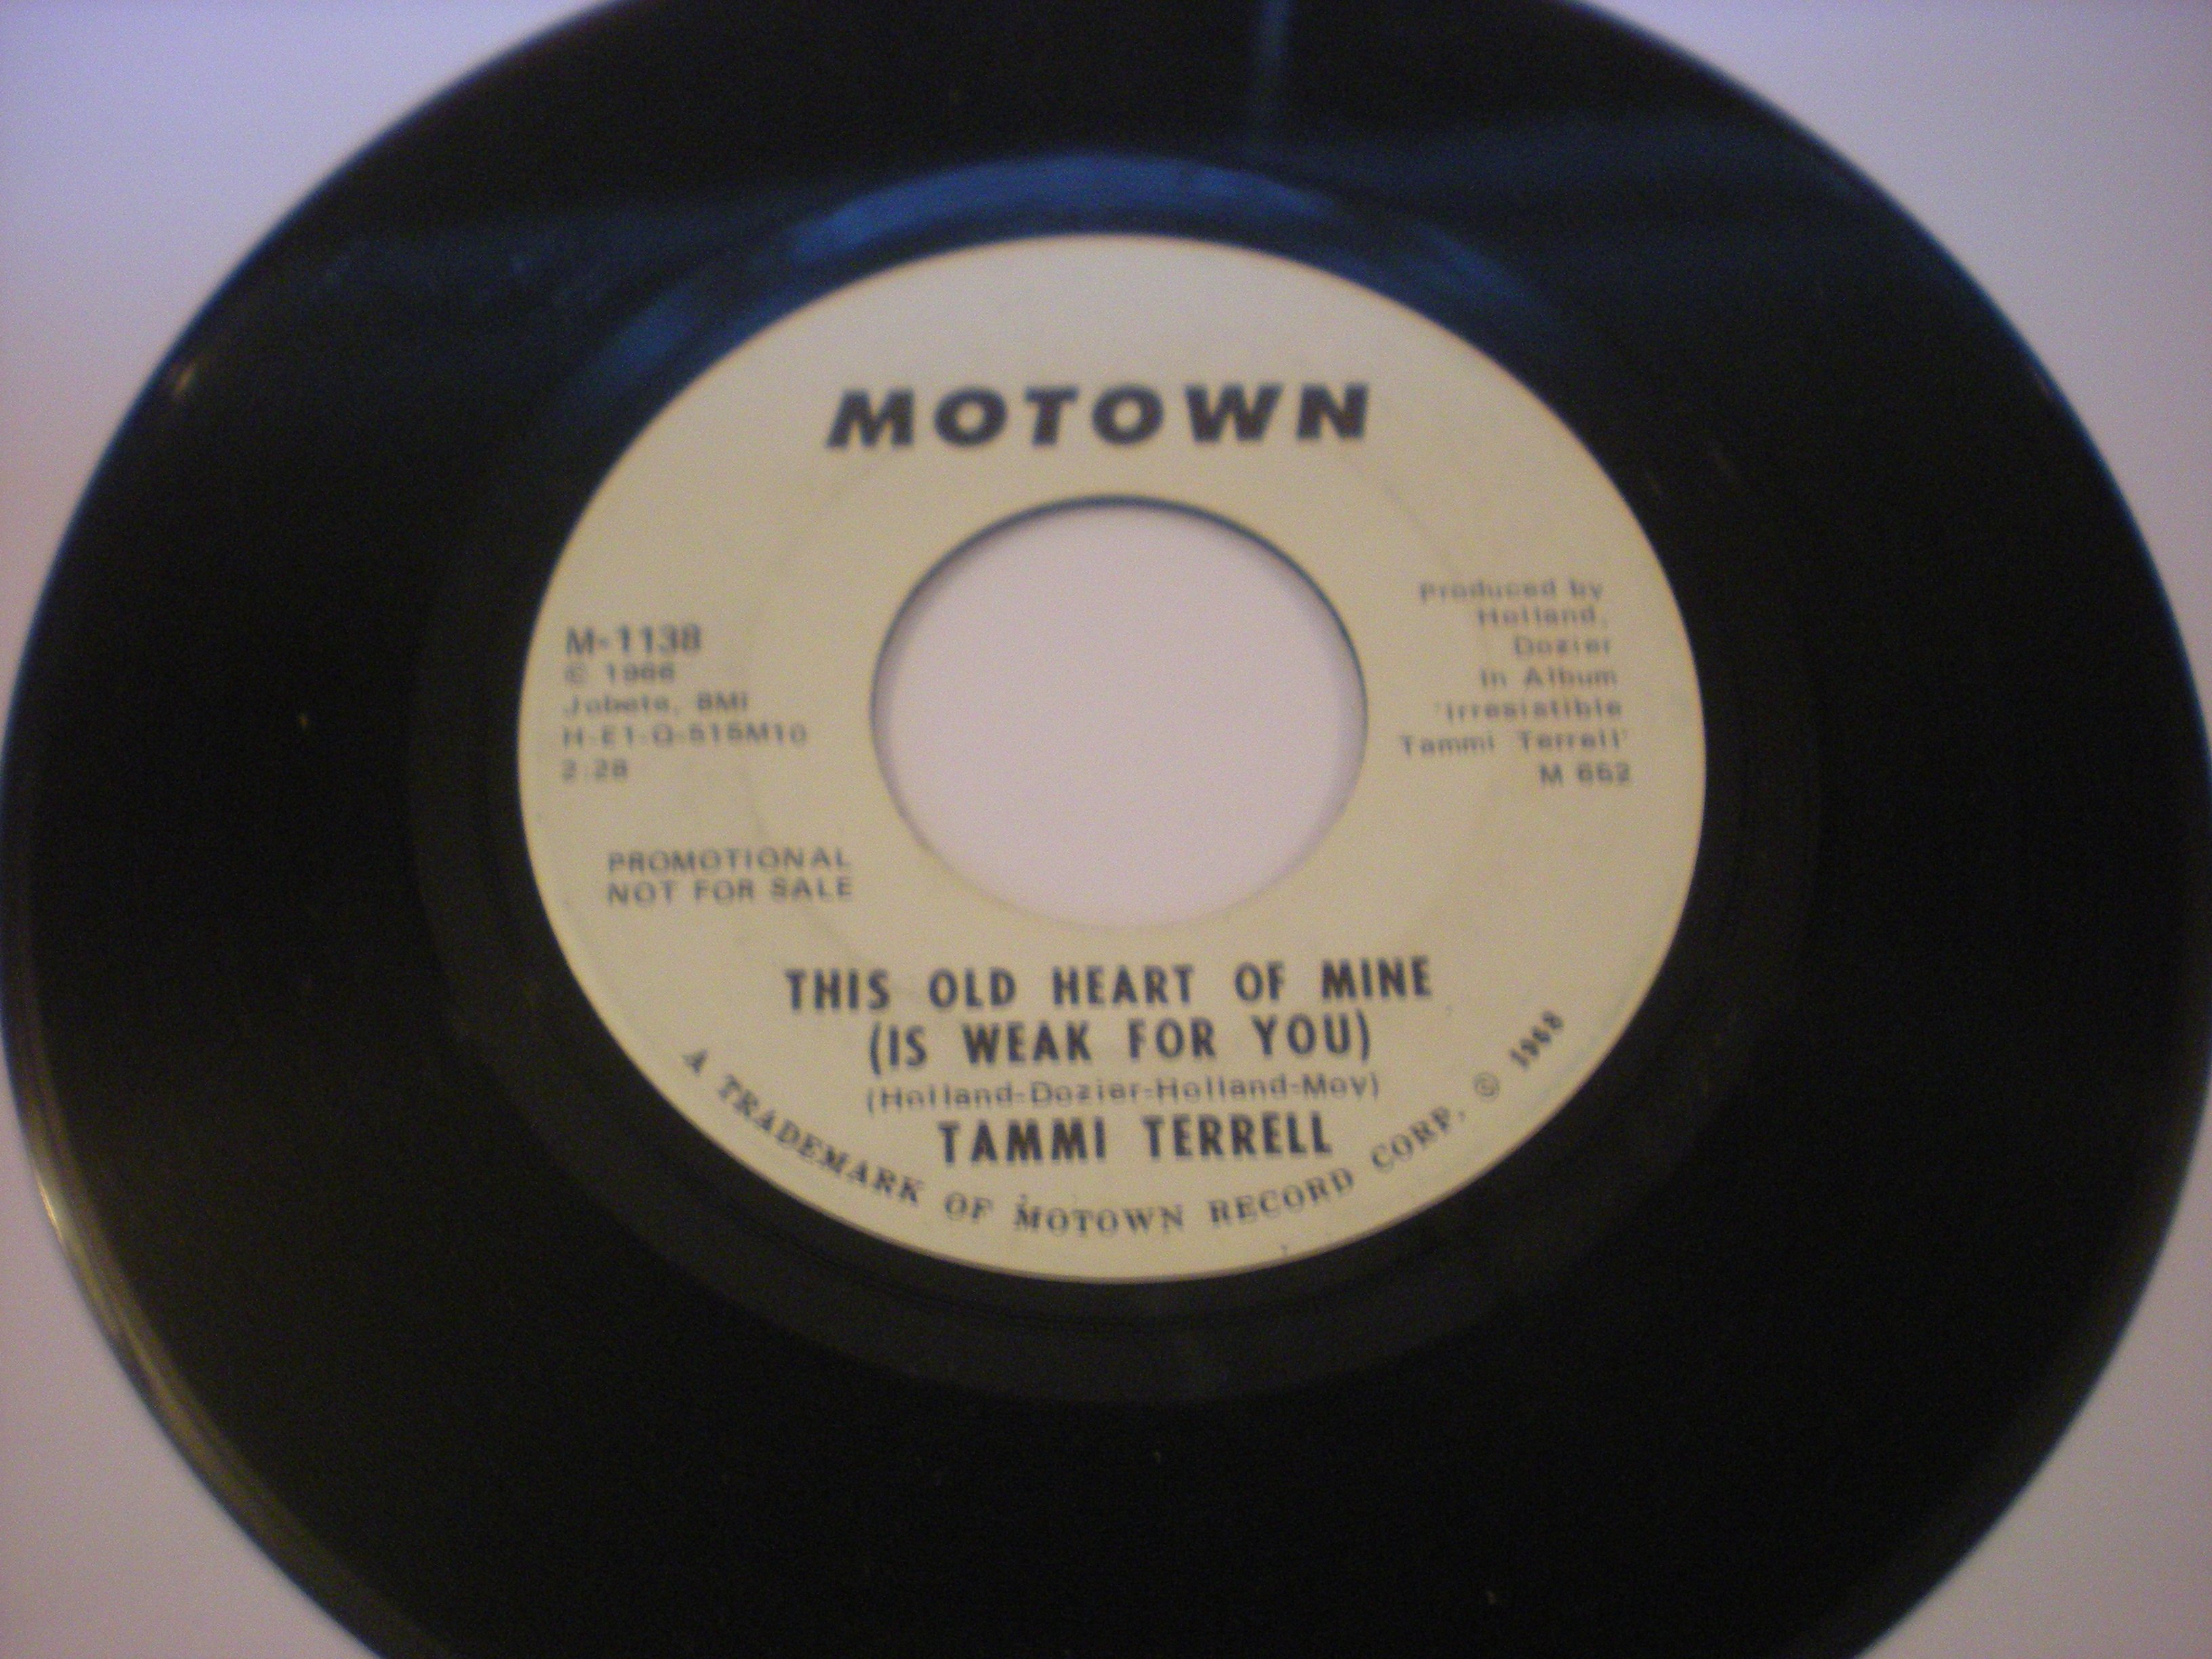 MOTOWN
M-1138
© 1966
Jobete, BMI
H-E1-Q-515M10
2:28
PROMOTIONAL
NOT FOR SALE
Produced by
Holland,
Dozier
In Album
'Irresistible
Tammi Terrell'
M 652
THIS OLD HEART OF MINE
(IS WEAK FOR YOU)
(Holland-Dozier-Holland-Moy)
TAMMI TERRELL
A TRADEMARK OF MOTOWN RECORD CORP. © 1968